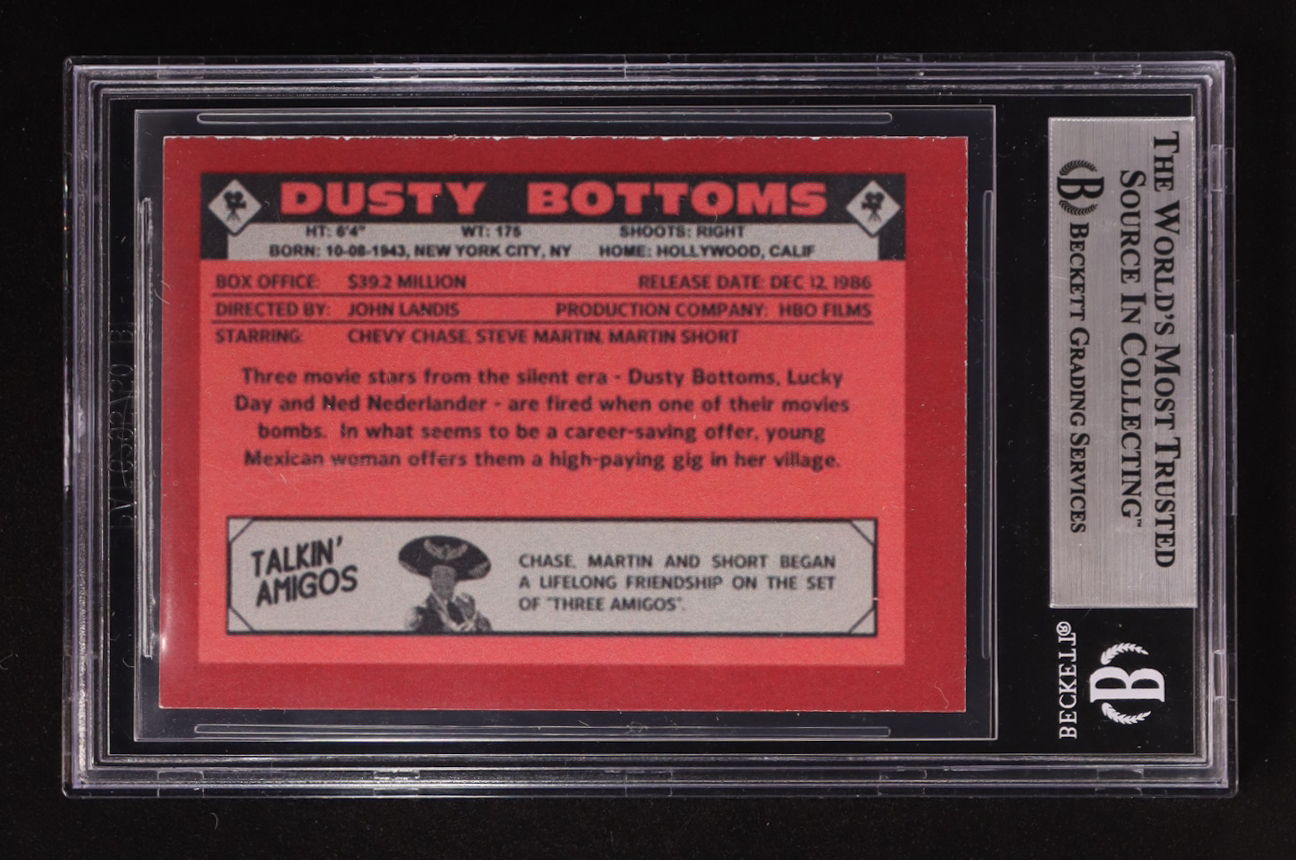 DUSTY BOTTOMS
HT: 6'4" WT: 175 SHOOTS: RIGHT
BORN: 10-08-1943, NEW YORK CITY, NY HOME: HOLLYWOOD, CALIF
BOX OFFICE: $39.2 MILLION RELEASE DATE: DEC 12, 1986
DIRECTED BY: JOHN LANDIS PRODUCTION COMPANY: HBO FILMS
STARRING: CHEVY CHASE, STEVE MARTIN, MARTIN SHORT
Three movie stars from the silent era - Dusty Bottoms, Lucky
Day and Ned Nederlander - are fired when one of their movies
bombs. In what seems to be a career-saving offer, young
Mexican woman offers them a high-paying gig in her village.
TALKIN'
AMIGOS
CHASE, MARTIN AND SHORT BEGAN
A LIFELONG FRIENDSHIP ON THE SET
OF "THREE AMIGOS".
THE WORLD'S MOST TRUSTED
SOURCE IN COLLECTING™
B BECKETT GRADING SERVICES
B
BECKETT®